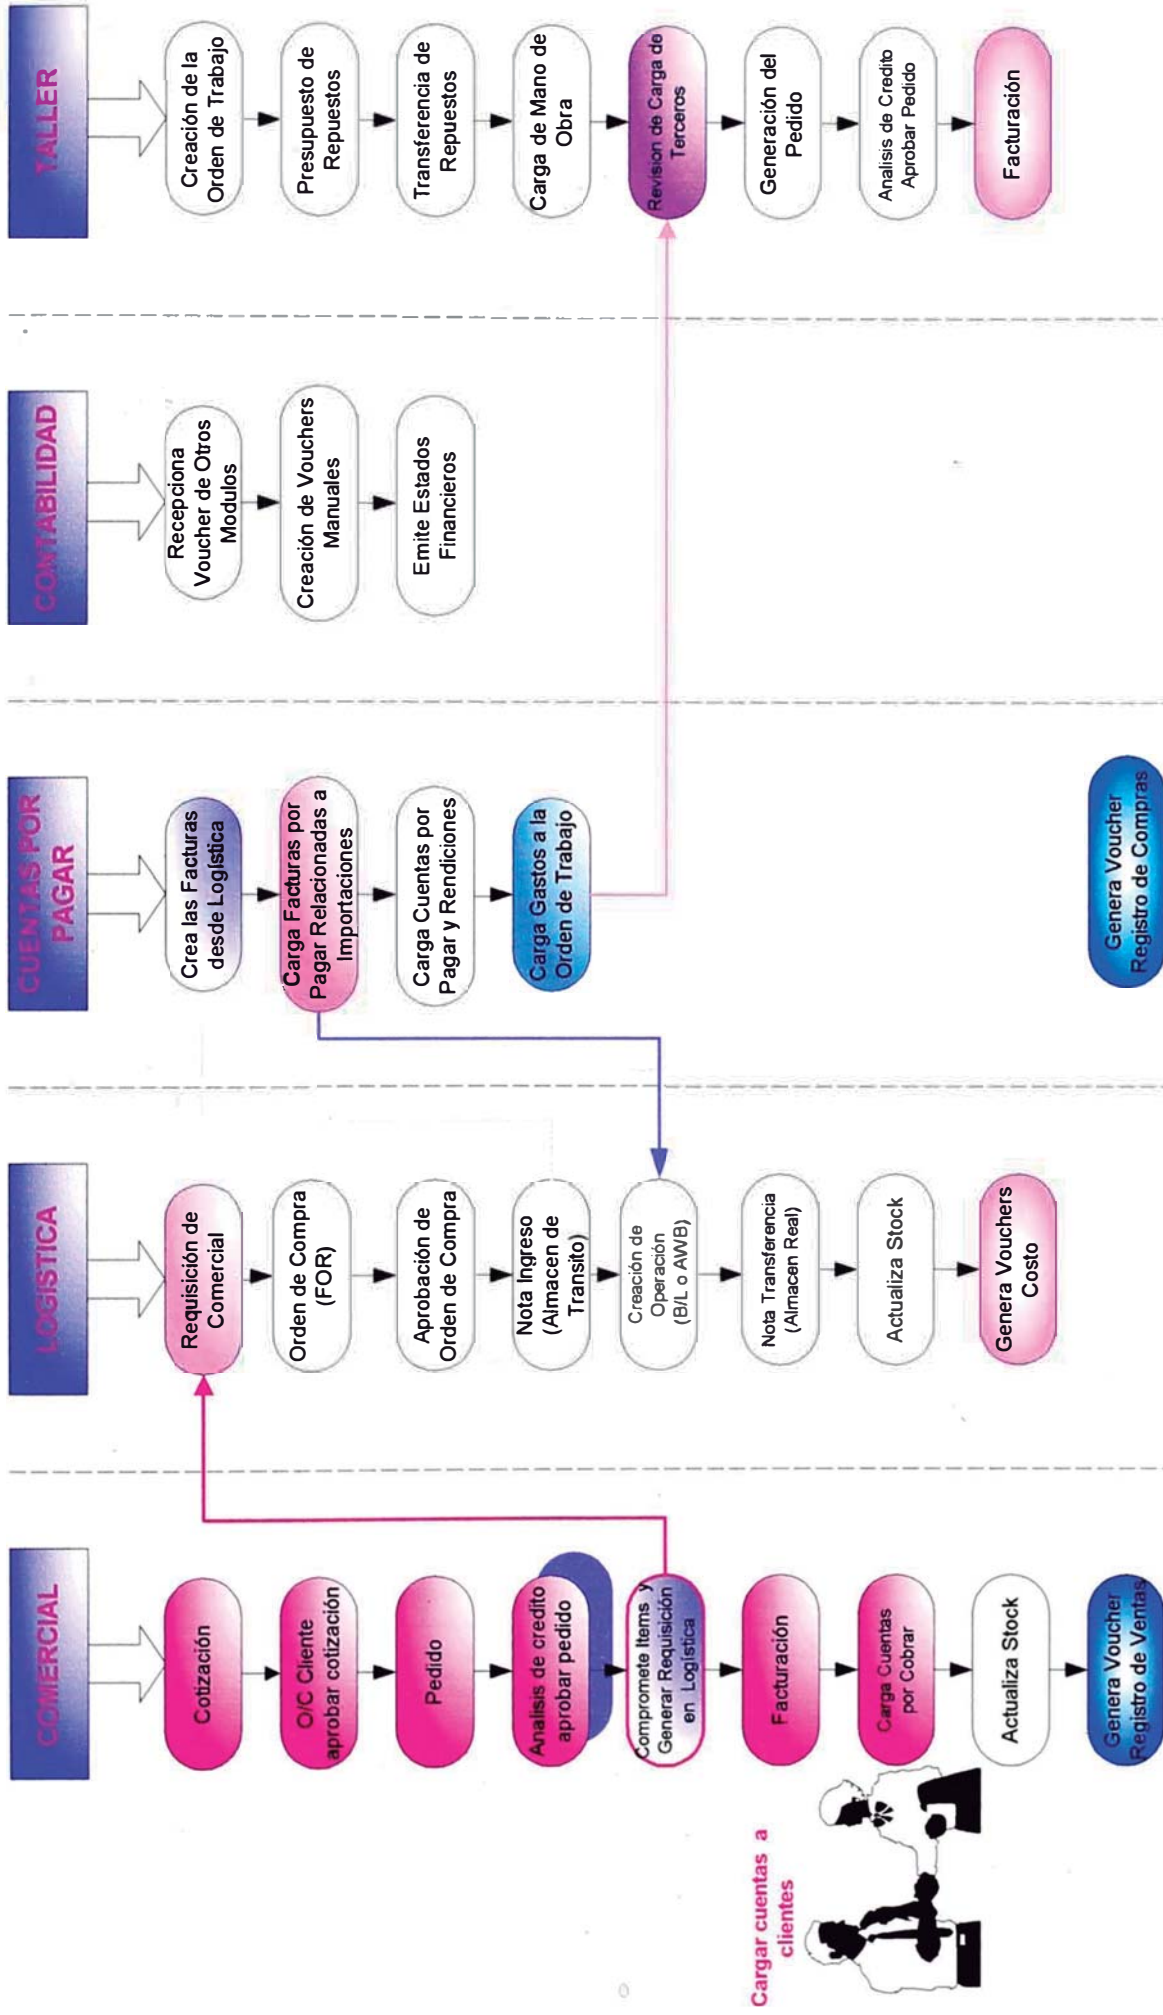 COMERCIAL
Cotización
O/C Cliente
aprobar cotización
Pedido
Analisis de credito
aprobar pedido
Compromete Items y
Generar Requisición
en Logística
Facturación
Carga Cuentas
por Cobrar
Actualiza Stock
Genera Voucher
Registro de Ventas
Cargar cuentas a
clientes
LOGISTICA
Requisición de
Comercial
Orden de Compra
(FOR)
Aprobación de
Orden de Compra
Nota Ingreso
(Almacen de
Transito)
Creación de
Operación
(B/L o AWB)
Nota Transferencia
(Almacen Real)
Actualiza Stock
Genera Vouchers
Costo
CUENTAS POR
PAGAR
Crea las Facturas
desde Logística
Carga Facturas por
Pagar Relacionadas a
Importaciones
Carga Cuentas por
Pagar y Rendiciones
Carga Gastos a la
Orden de Trabajo
Genera Voucher
Registro de Compras
CONTABILIDAD
Recepciona
Voucher de Otros
Modulos
Creación de Vouchers
Manuales
Emite Estados
Financieros
TALLER
Creación de la
Orden de Trabajo
Presupuesto de
Repuestos
Transferencia de
Repuestos
Carga de Mano de
Obra
Revision de Carga de
Terceros
Generación del
Pedido
Analisis de Credito
Aprobar Pedido
Facturación